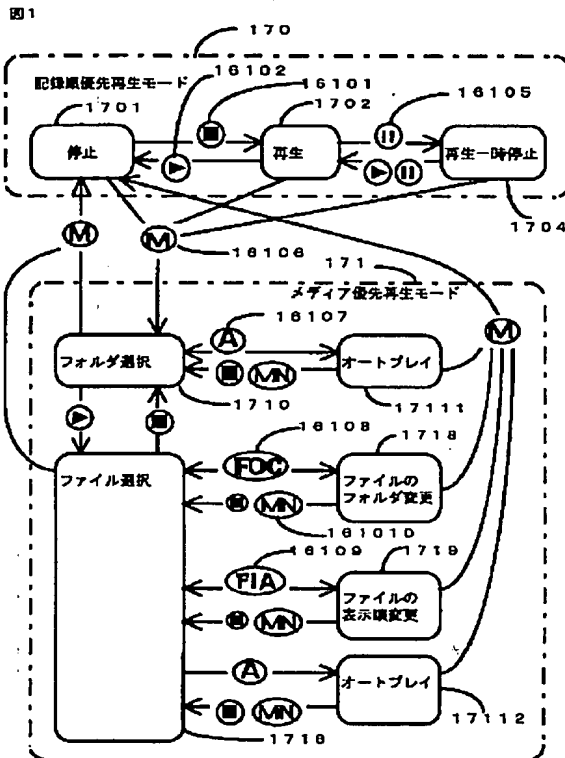 図1
170
16102
16101
16105
記録順優先再生モード
1701
1702
停止
再生
再生一時停止
1704
M
M
16106
171
メディア優先再生モード
M
16107
A
フォルダ選択
オートプレイ
MN
1710
17111
16108
1718
ファイル選択
FDC
ファイルの
フォルダ変更
MN
16101D
16109
1719
FIA
ファイルの
表示順変更
MN
A
オートプレイ
MN
17112
1716